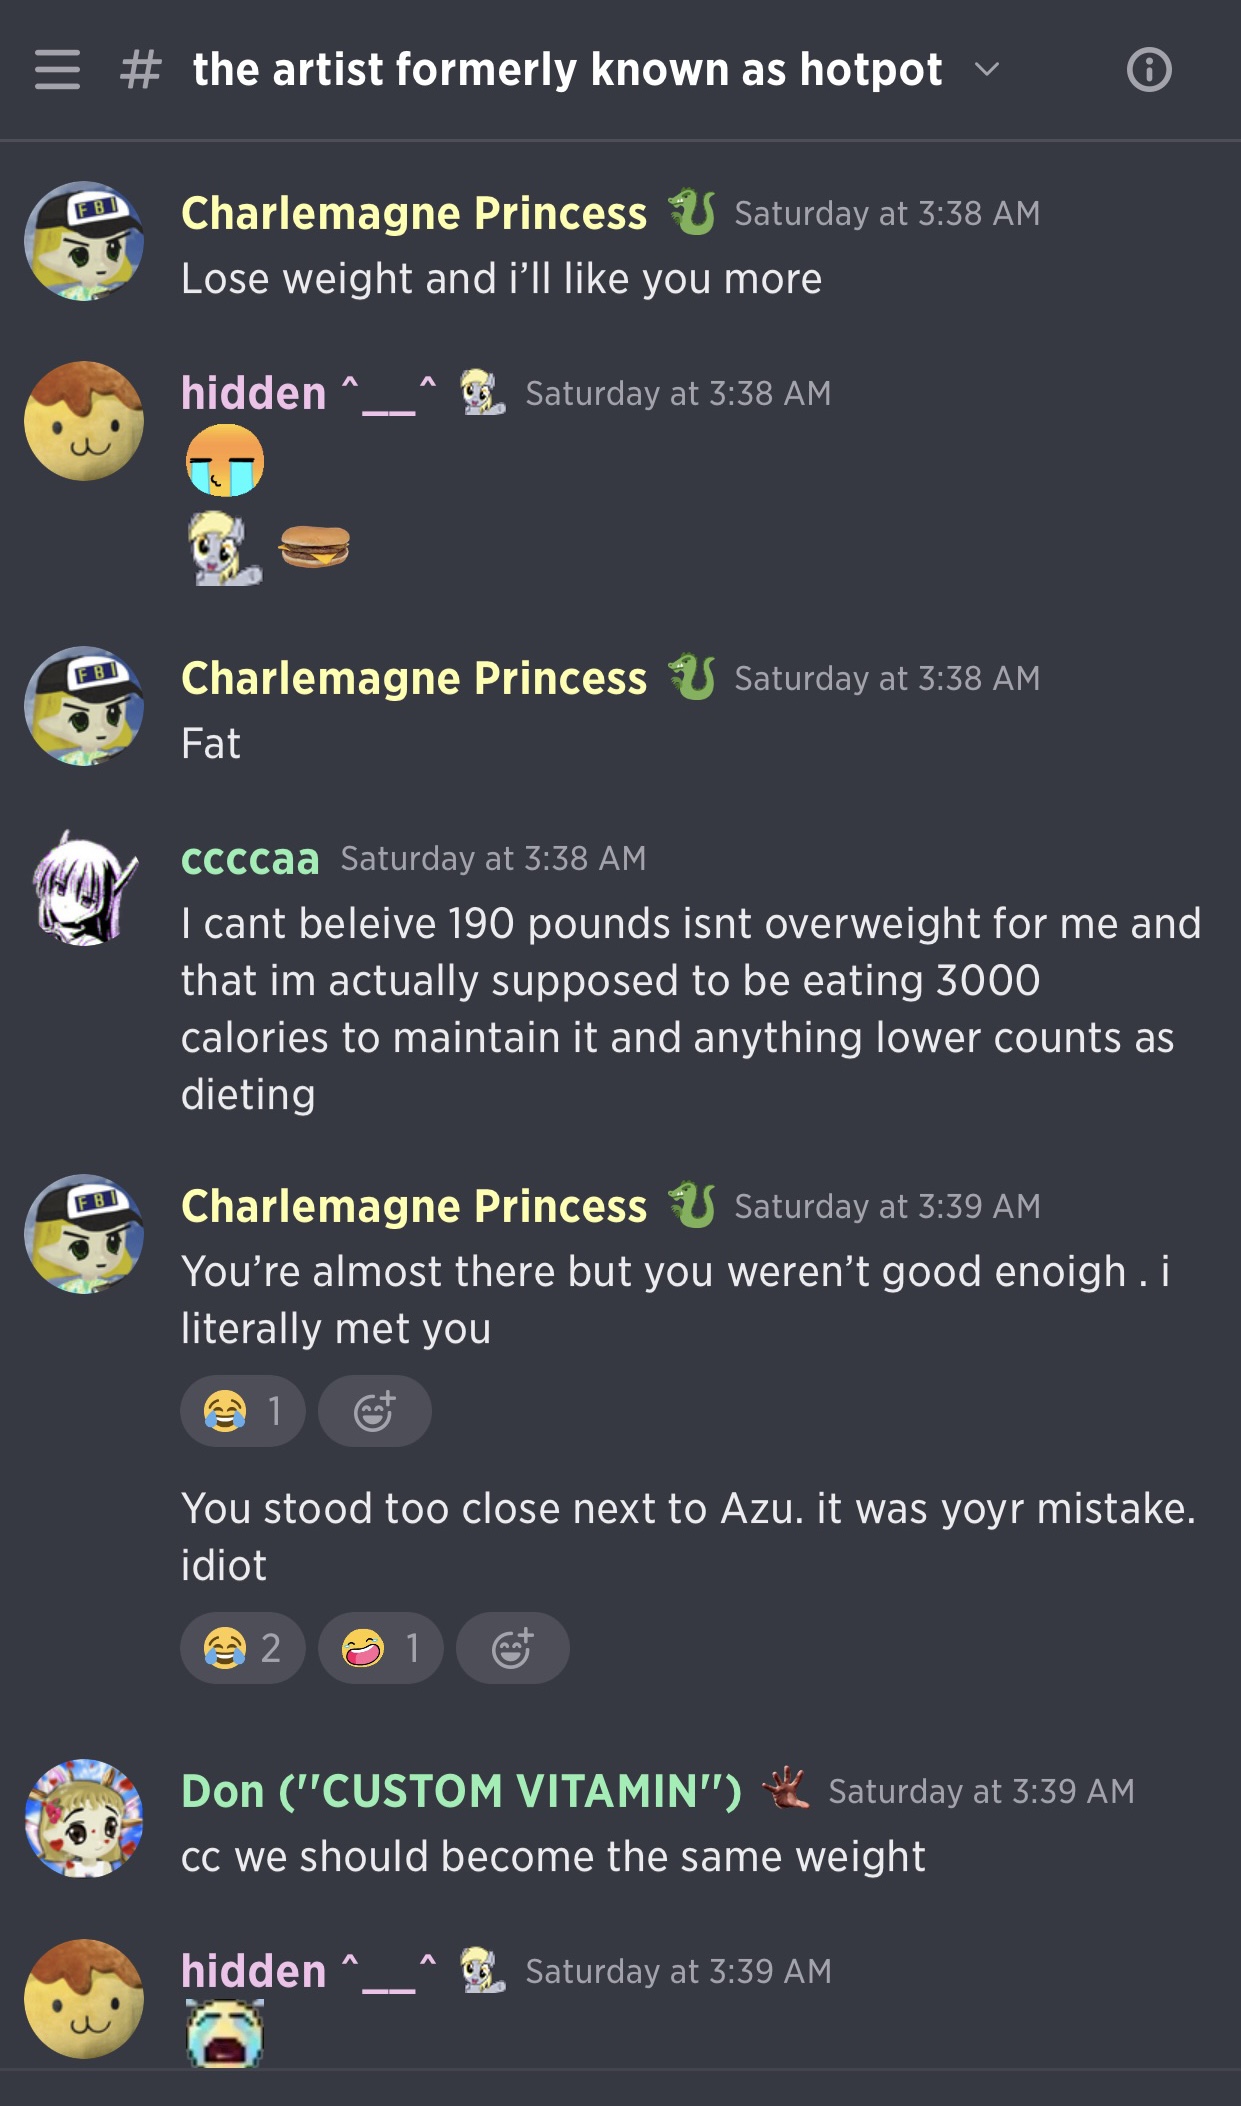 # the artist formerly known as hotpot
FBI
Charlemagne Princess Saturday at 3:38 AM
Lose weight and i’ll like you more
hidden ^__^ Saturday at 3:38 AM
FBI
Charlemagne Princess Saturday at 3:38 AM
Fat
ccccaa Saturday at 3:38 AM
I cant beleive 190 pounds isnt overweight for me and
that im actually supposed to be eating 3000
calories to maintain it and anything lower counts as
dieting
FBI
Charlemagne Princess Saturday at 3:39 AM
You’re almost there but you weren’t good enoigh . i
literally met you
1
You stood too close next to Azu. it was yoyr mistake.
idiot
2 1
Don (''CUSTOM VITAMIN'') Saturday at 3:39 AM
cc we should become the same weight
hidden ^__^ Saturday at 3:39 AM